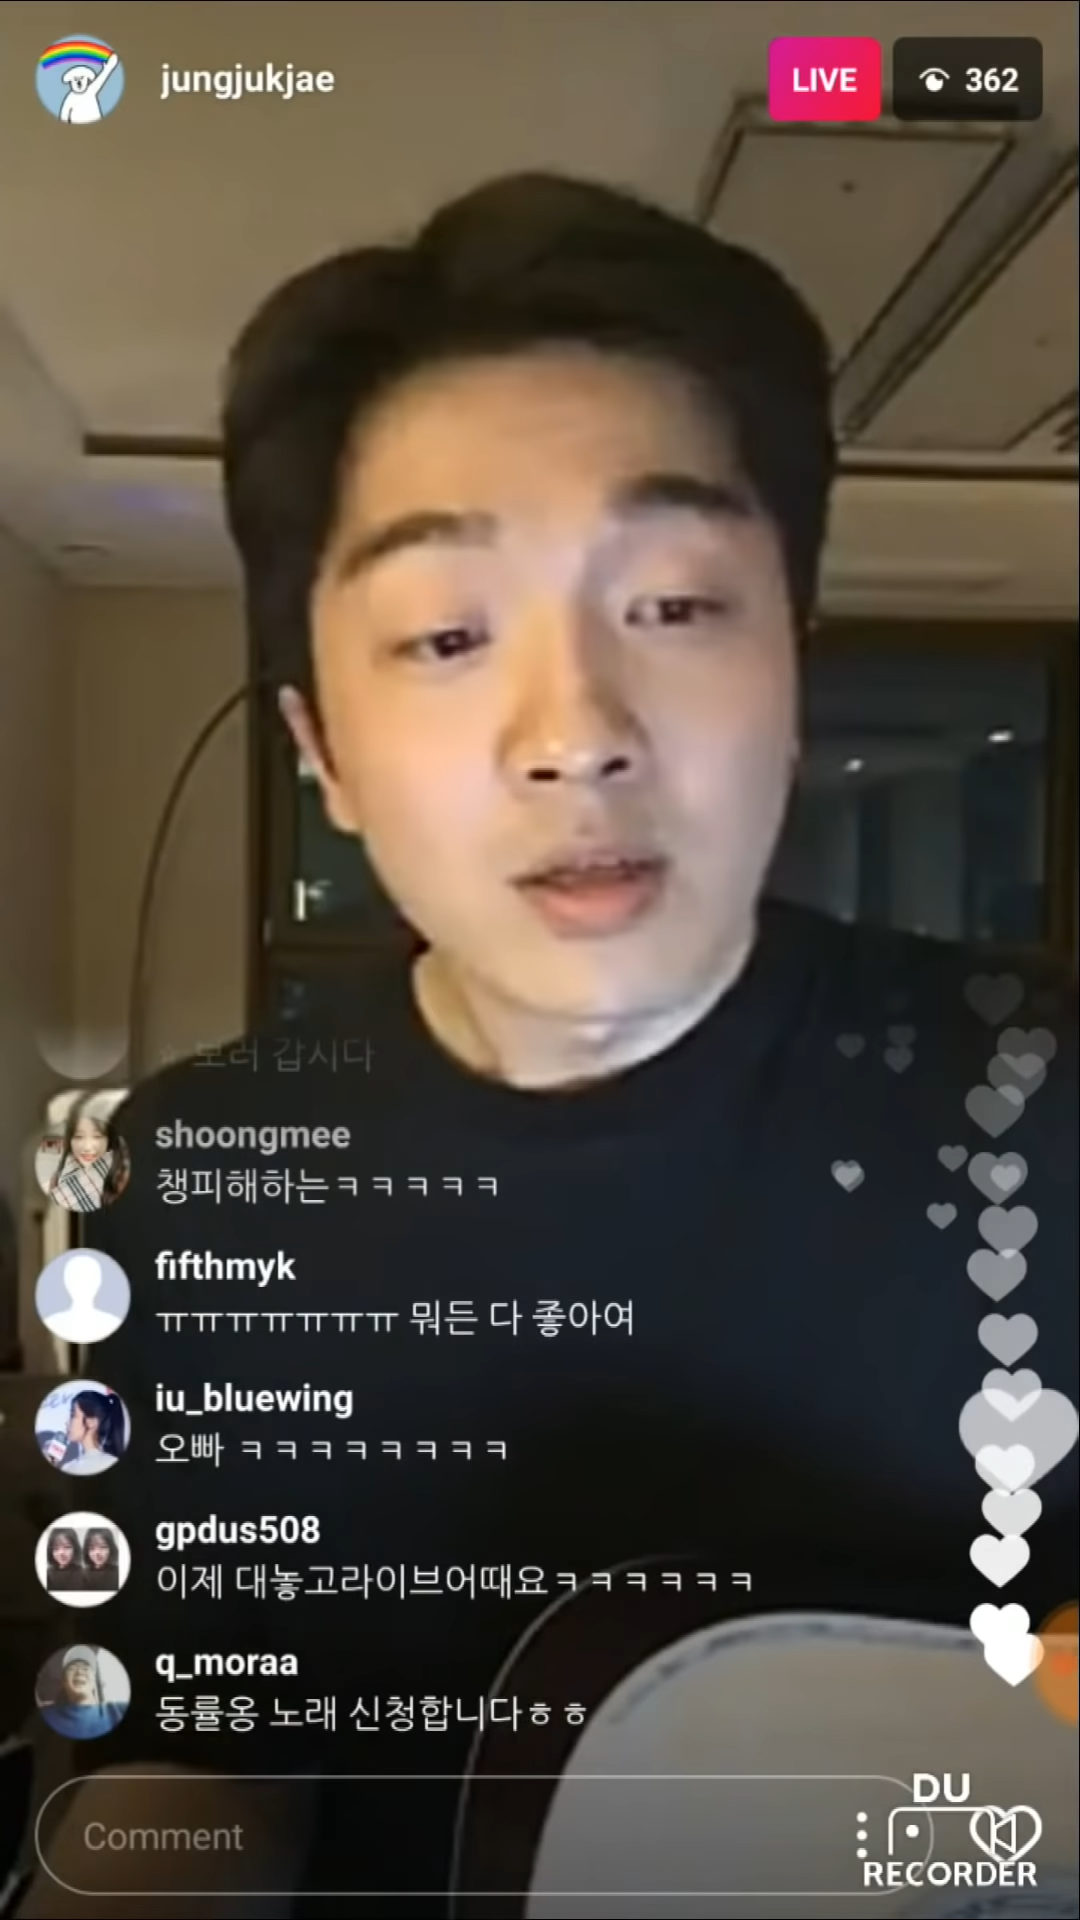 jungjukjae
LIVE
362
보러 갑시다
shoongmee
챙피해하는ㅋㅋㅋㅋㅋ
fifthmyk
ㅠㅠㅠㅠㅠㅠㅠ 뭐든 다 좋아여
iu_bluewing
오빠 ㅋㅋㅋㅋㅋㅋㅋㅋ
gpdus508
이제 대놓고라이브어때요ㅋㅋㅋㅋㅋㅋ
q_moraa
동률옹 노래 신청합니다ㅎㅎ
Comment
DU
RECORDER